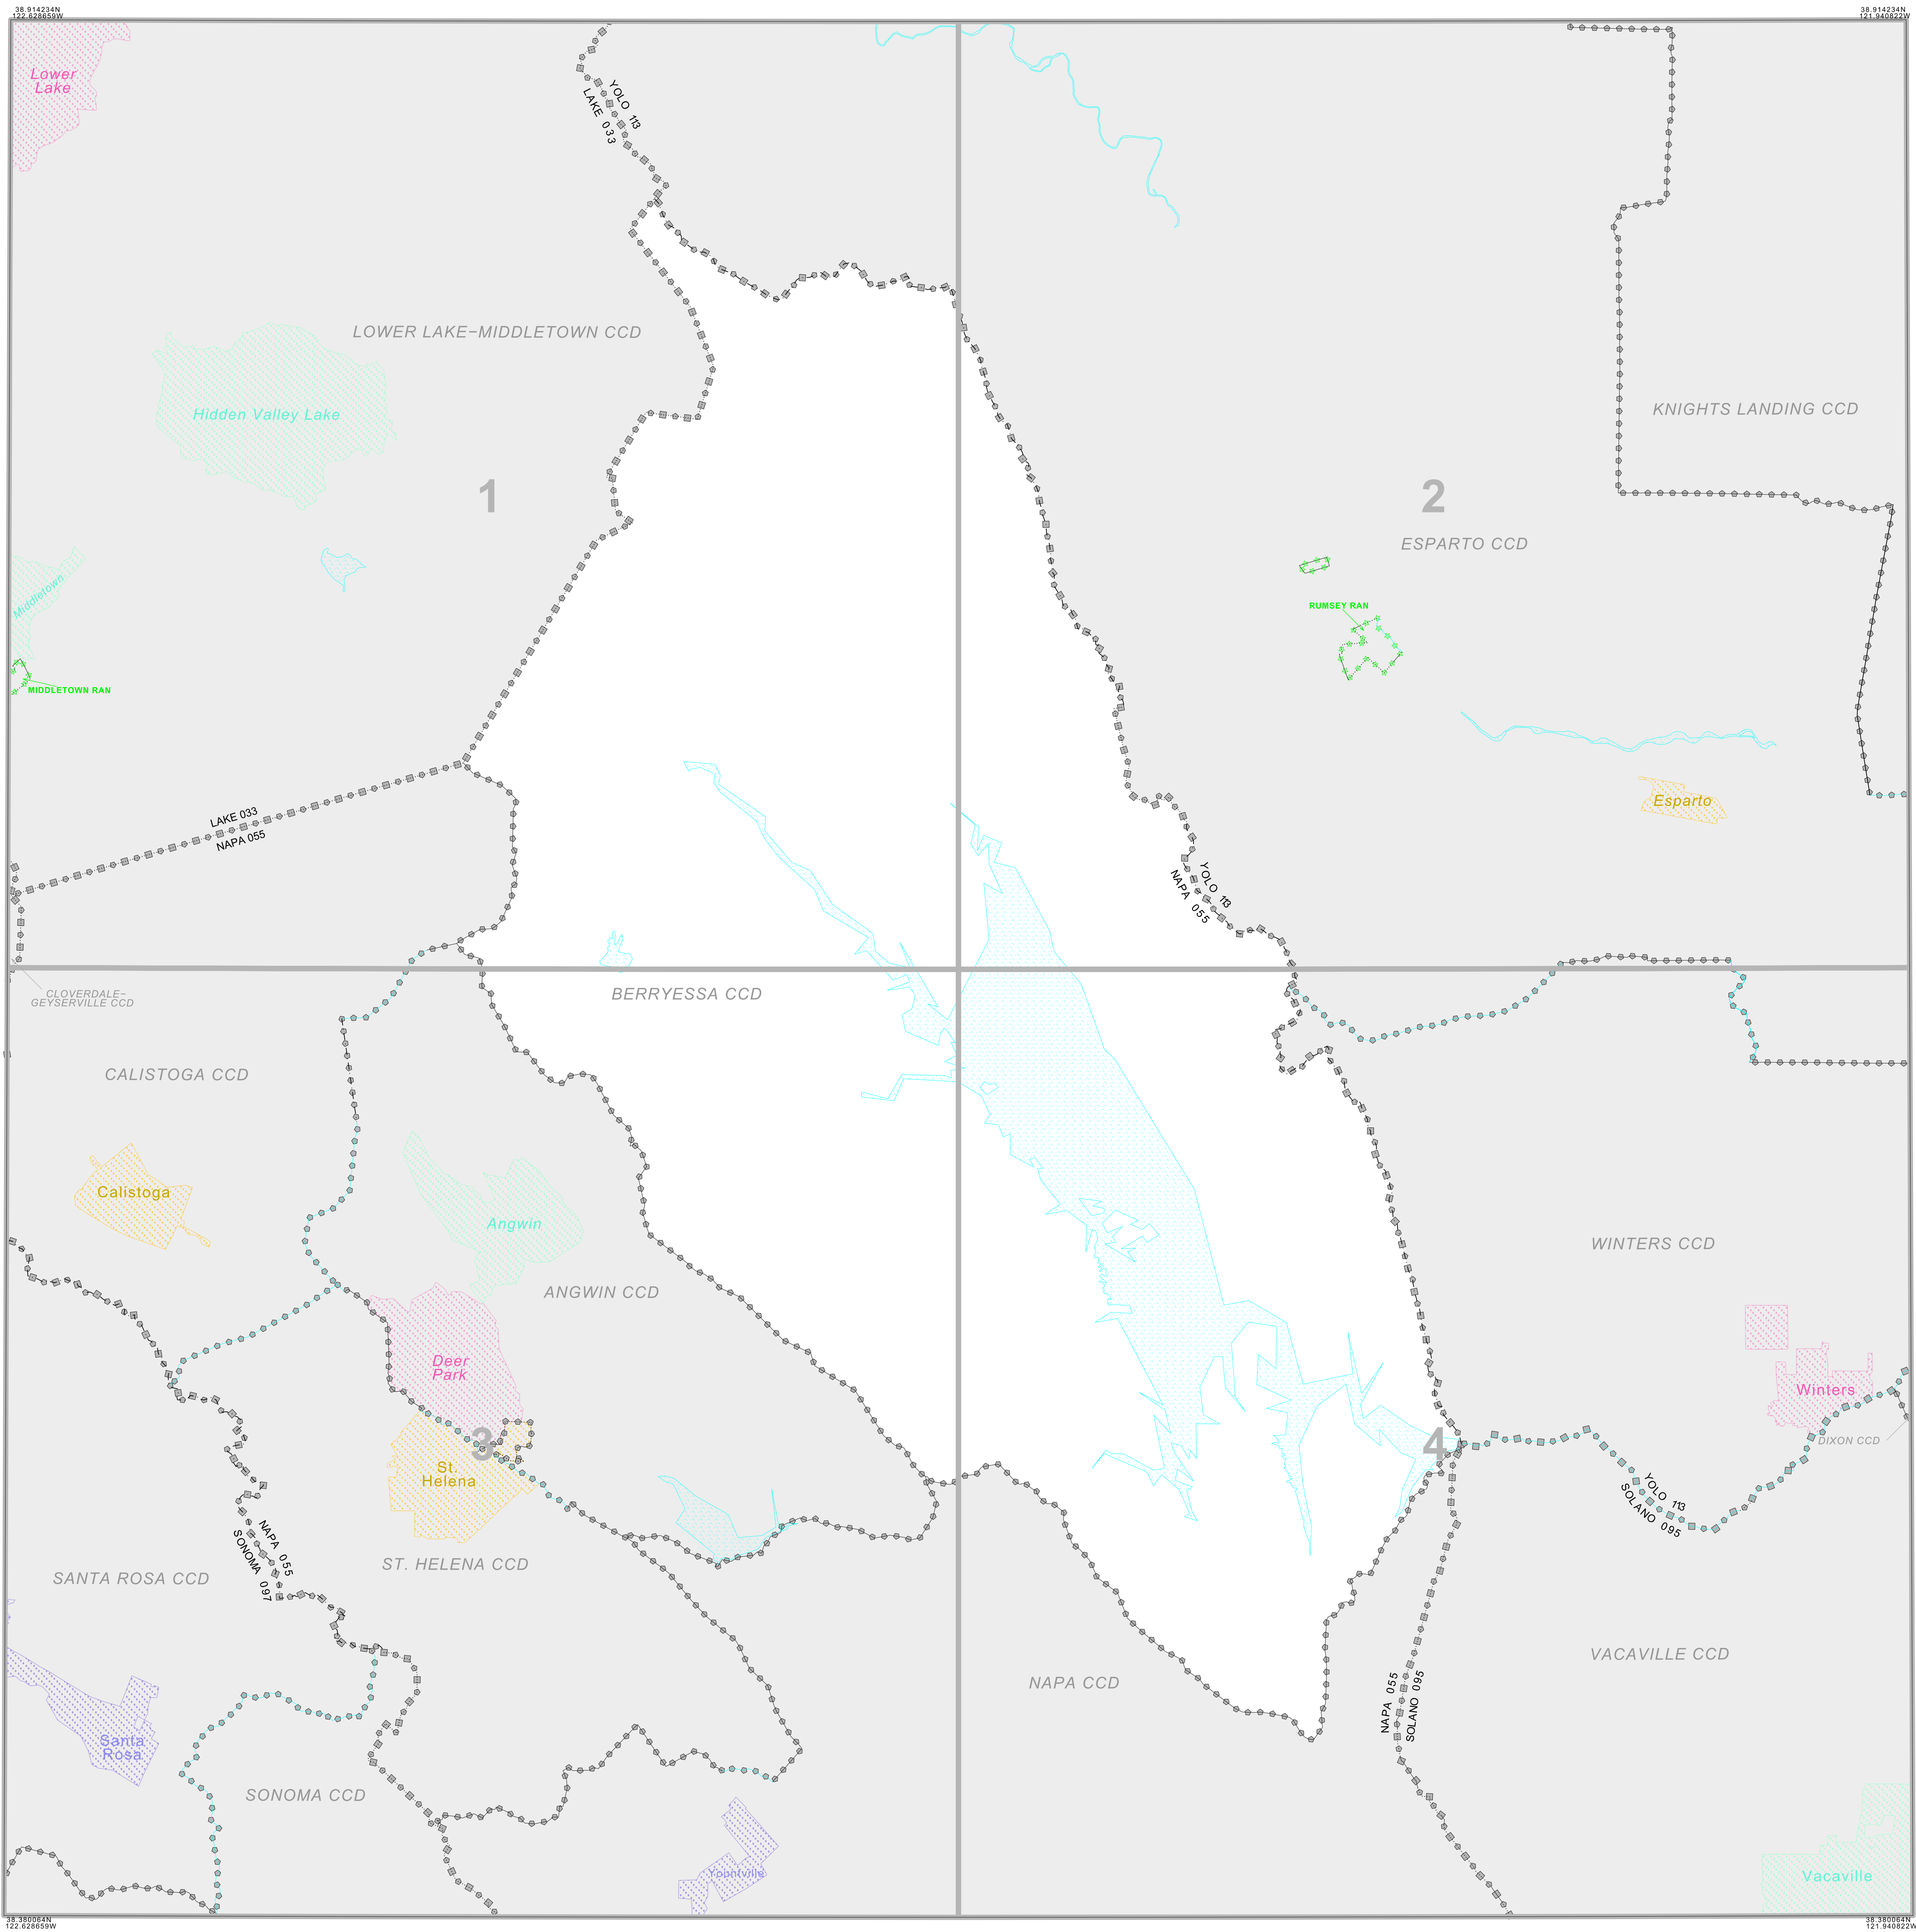 38.914234N
122.628659W
38.914234N
121.940822W
Lower
Lake
YOLO 113
LAKE 033
LOWER LAKE–MIDDLETOWN CCD
Hidden Valley Lake
KNIGHTS LANDING CCD
1
2
ESPARTO CCD
Middletown
RUMSEY RAN
MIDDLETOWN RAN
Esparto
LAKE 033
NAPA 055
YOLO 113
NAPA 055
CLOVERDALE–
GEYSERVILLE CCD
BERRYESSA CCD
CALISTOGA CCD
Calistoga
Angwin
WINTERS CCD
ANGWIN CCD
Deer
Park
Winters
3
4
DIXON CCD
St.
Helena
YOLO 113
SOLANO 095
NAPA 055
SONOMA 097
ST. HELENA CCD
SANTA ROSA CCD
VACAVILLE CCD
NAPA CCD
NAPA 055
SOLANO 095
Santa
Rosa
SONOMA CCD
Yountville
Vacaville
38.380064N
122.628659W
38.380064N
121.940822W